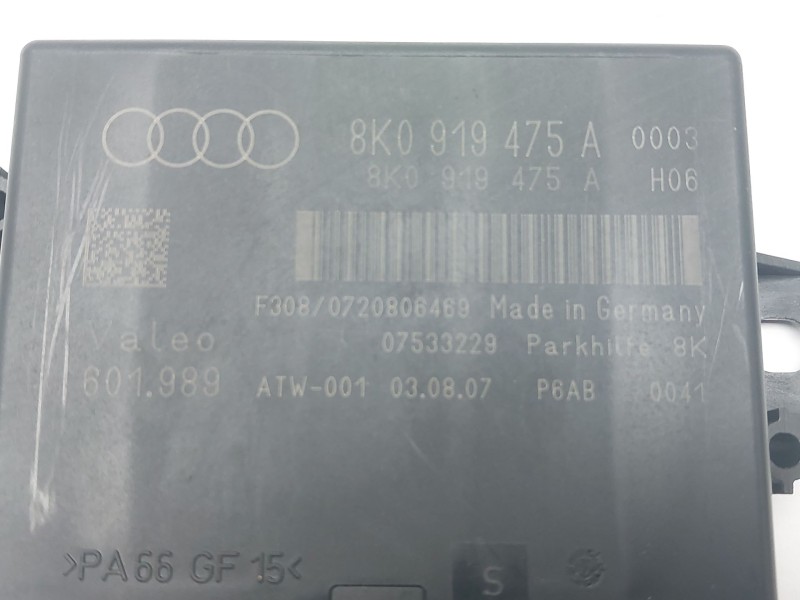 8K0 919 475 A 0003
8K0 919 475 A H06
F308/0720806469 Made in Germany
Valeo 07533229 Parkhilfe 8K
601.989 ATW-001 03.08.07 P6AB 0041
>PA66 GF 15<
S